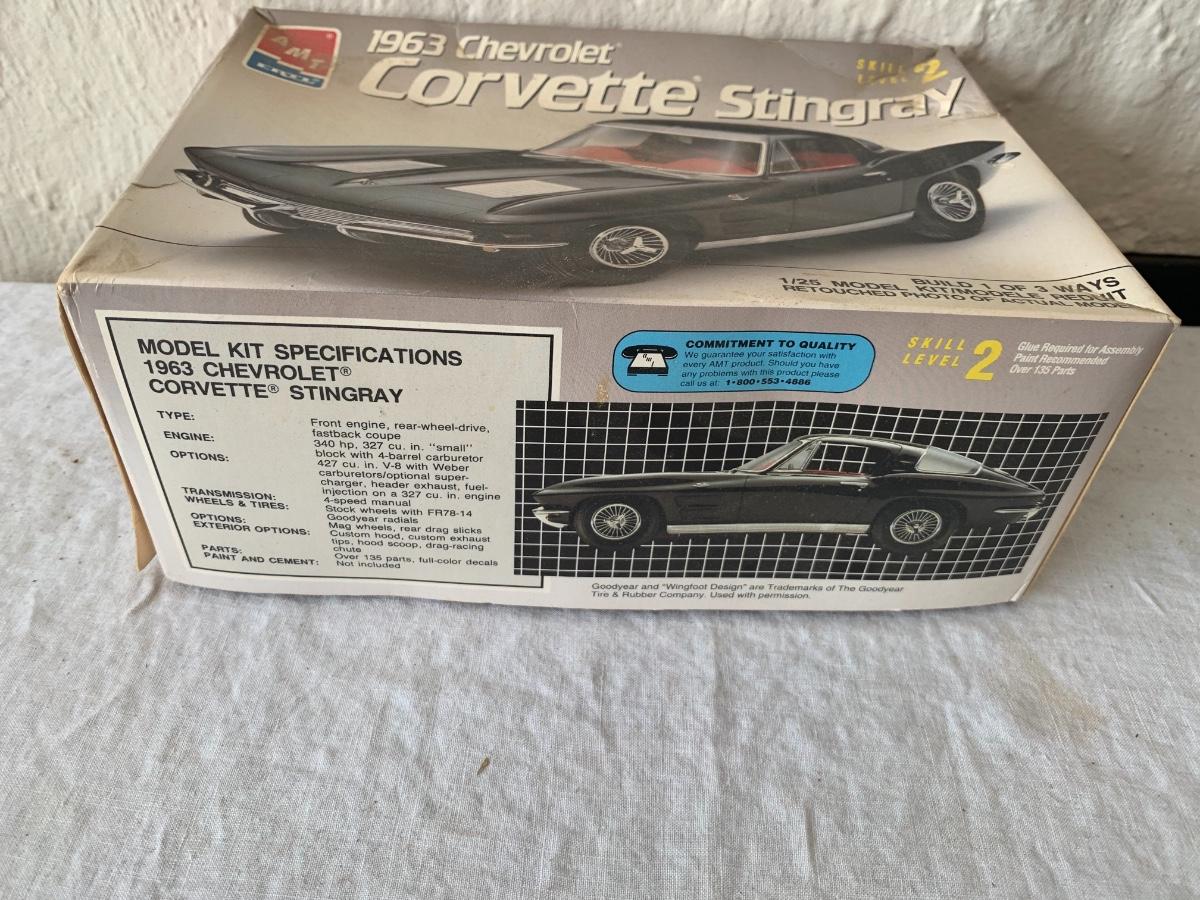 AMT
ERTL
1963 Chevrolet
Corvette® Stingray
SKILL
LEVEL 2
BUILD 1 OF 3 WAYS
1/25 MODEL KIT/MODELE REDUIT
RETOUCHED PHOTO OF ACTUAL MODEL
MODEL KIT SPECIFICATIONS
1963 CHEVROLET®
CORVETTE® STINGRAY
TYPE: Front engine, rear-wheel-drive,
fastback coupe
ENGINE: 340 hp, 327 cu. in. "small"
block with 4-barrel carburetor
OPTIONS: 427 cu. in. V-8 with Weber
carburetors/optional super-
charger, header exhaust, fuel-
injection on a 327 cu. in. engine
TRANSMISSION: 4-speed manual
WHEELS & TIRES: Stock wheels with FR78-14
Goodyear radials
OPTIONS: Mag wheels, rear drag slicks
EXTERIOR OPTIONS: Custom hood, custom exhaust
tips, hood scoop, drag-racing
chute
PARTS: Over 135 parts, full-color decals
PAINT AND CEMENT: Not included
COMMITMENT TO QUALITY
We guarantee your satisfaction with
every AMT product. Should you have
any problems with this product please
call us at: 1•800•553•4886
SKILL
LEVEL 2
Glue Required for Assembly
Paint Recommended
Over 135 Parts
Goodyear and "Wingfoot Design" are Trademarks of The Goodyear
Tire & Rubber Company. Used with permission.